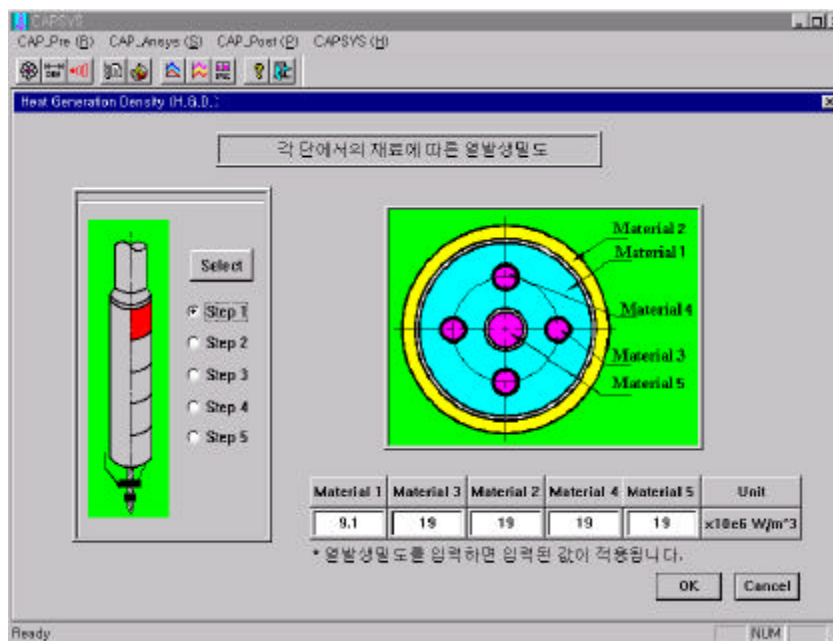 CAPSYS
CAP_Pre (R) CAP_Ansys (S) CAP_Post (P) CAPSYS (H)
Heat Generation Density (H.G.D.)
각 단에서의 재료에 따른 열발생밀도
Select
Step 1
Step 2
Step 3
Step 4
Step 5
Material 2
Material 1
Material 4
Material 3
Material 5
Material 1 Material 3 Material 2 Material 4 Material 5 Unit
9.1 19 19 19 19 x10e6 W/m^3
* 열발생밀도를 입력하면 입력된 값이 적용됩니다.
OK Cancel
Ready NUM